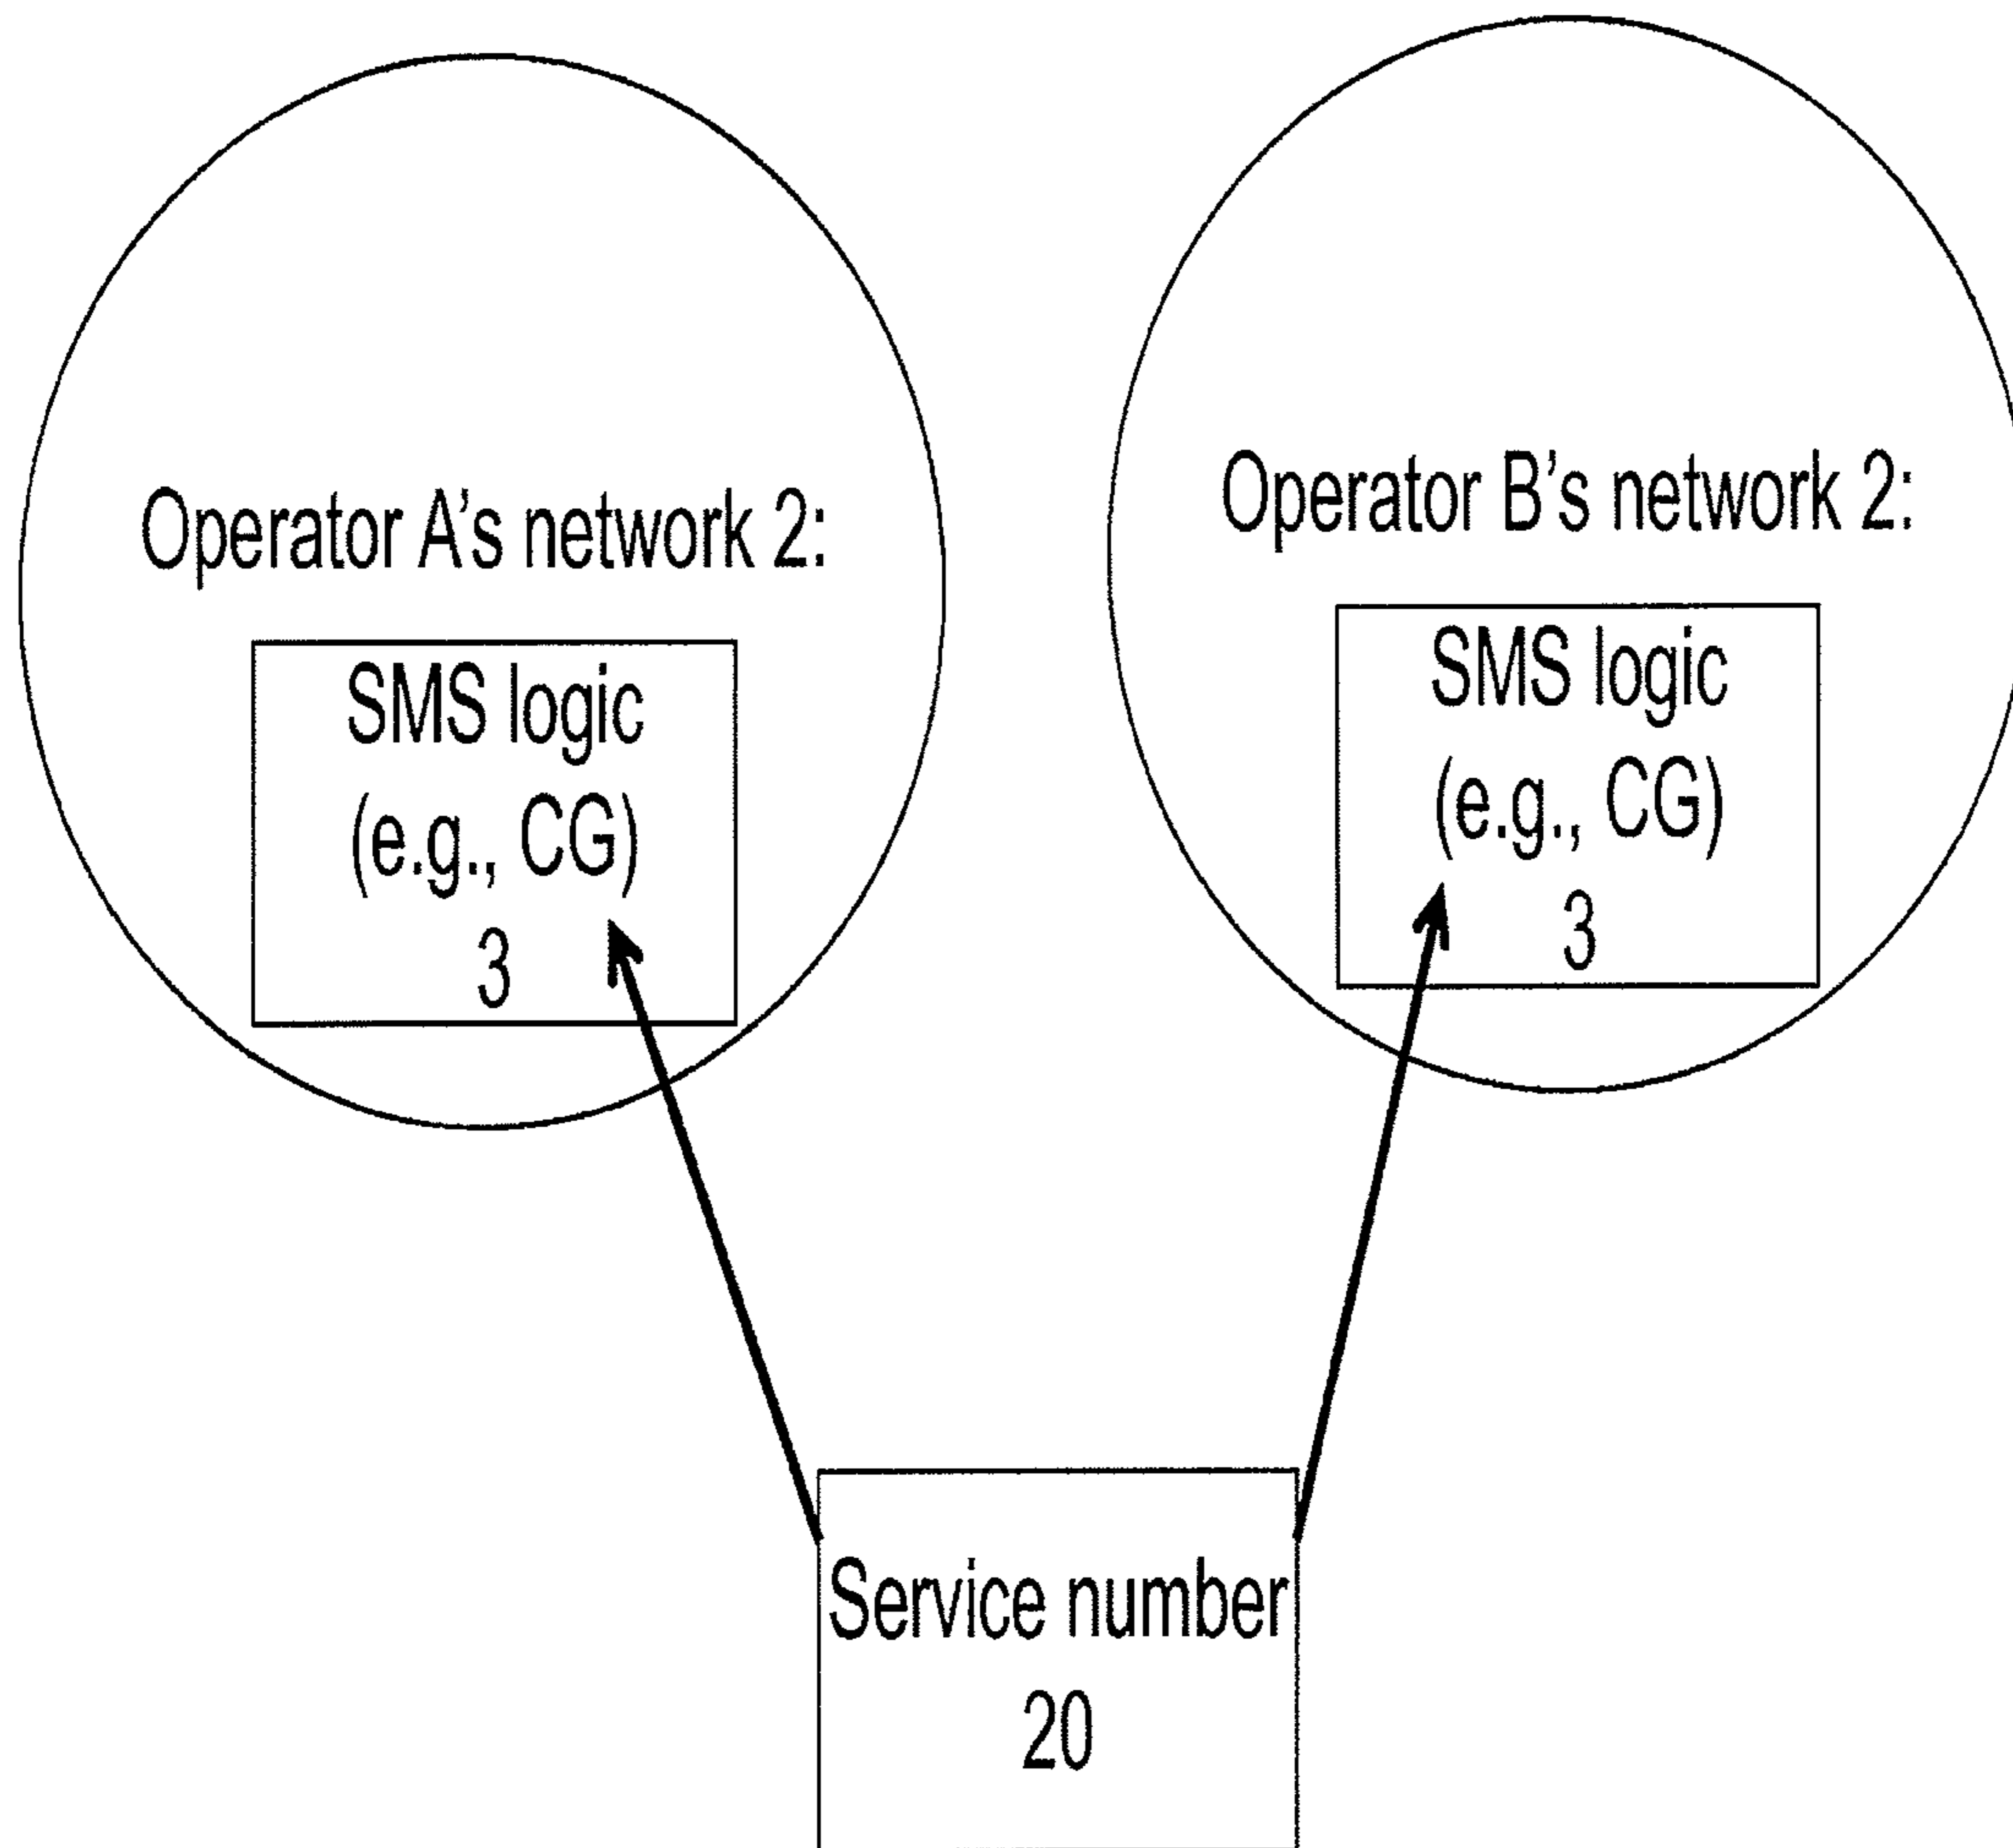 Operator A's network 2:
SMS logic
(e.g., CG)
3
Operator B's network 2:
SMS logic
(e.g., CG)
3
Service number
20